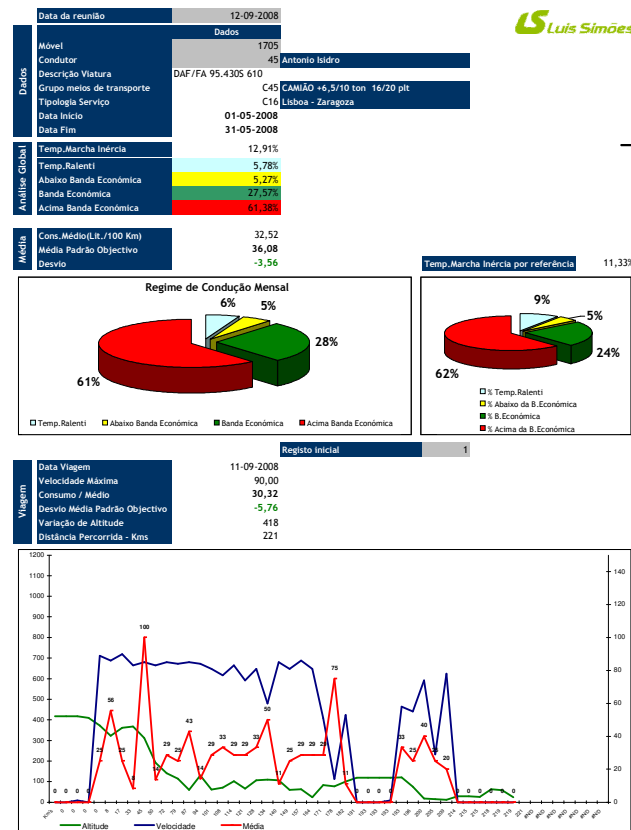 Data da reunião 12-09-2008
Luis Simões
Dados
Dados
Móvel 1705
Condutor 45 Antonio Isidro
Descrição Viatura DAF/FA 95.430S 610
Grupo meios de transporte C45 CAMIÃO +6,5/10 ton 16/20 plt
Tipologia Serviço C16 Lisboa - Zaragoza
Data Início 01-05-2008
Data Fim 31-05-2008
Análise Global
Temp.Marcha Inércia 12,91%
Temp.Ralenti 5,78%
Abaixo Banda Económica 5,27%
Banda Económica 27,57%
Acima Banda Económica 61,38%
Média
Cons.Médio(Lit./100 Km) 32,52
Média Padrão Objectivo 36,08
Desvio -3,56
Temp.Marcha Inércia por referência 11,33%
Regime de Condução Mensal
6% 5%
28%
61%
Temp.Ralenti Abaixo Banda Económica Banda Económica Acima Banda Económica
9%
5%
24%
62%
% Temp.Ralenti
% Abaixo da B.Económica
% B.Económica
% Acima da B.Económica
Registo inicial 1
Viagem
Data Viagem 11-09-2008
Velocidade Máxima 90,00
Consumo / Médio 30,32
Desvio Média Padrão Objectivo -5,76
Variação de Altitude 418
Distância Percorrida - Kms 221
1200
1100
1000
900
800
700
600
500
400
300
200
100
0
140
120
100
80
60
40
20
0
100
75
56
50
43
40
Kms
Altitude Velocidade Média